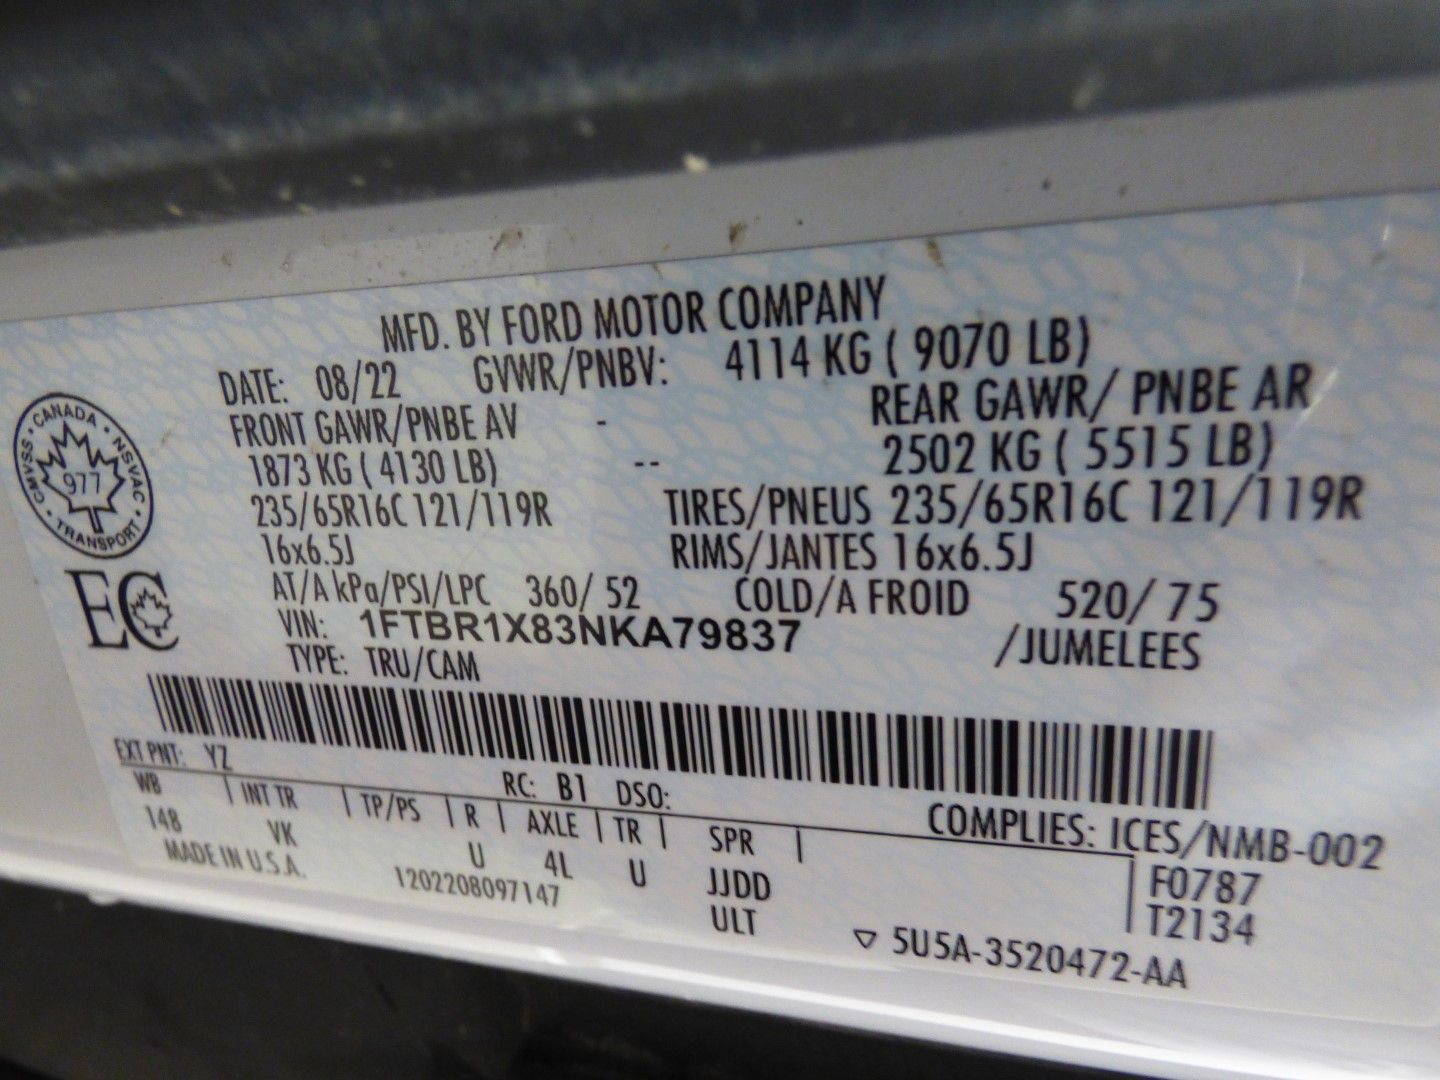 MFD. BY FORD MOTOR COMPANY
DATE: 08/22 GVWR/PNBV: 4114 KG ( 9070 LB)
FRONT GAWR/PNBE AV - REAR GAWR/ PNBE AR
1873 KG ( 4130 LB) -- 2502 KG ( 5515 LB)
235/65R16C 121/119R TIRES/PNEUS 235/65R16C 121/119R
16x6.5J RIMS/JANTES 16x6.5J
AT/A kPa/PSI/LPC 360/ 52 COLD/A FROID 520/ 75
VIN: 1FTBR1X83NKA79837 /JUMELEES
TYPE: TRU/CAM
CANADA · NSVAC · TRANSPORT · CMVSS ·
977
EC
EXT PNT: YZ RC: B1 DSO:
COMPLIES: ICES/NMB-002
WB | INT TR | TP/PS | R | AXLE | TR | SPR |
148 VK U 4L U JJDD F0787
MADE IN U.S.A. 1202208097147 ULT T2134
▽ 5U5A-3520472-AA